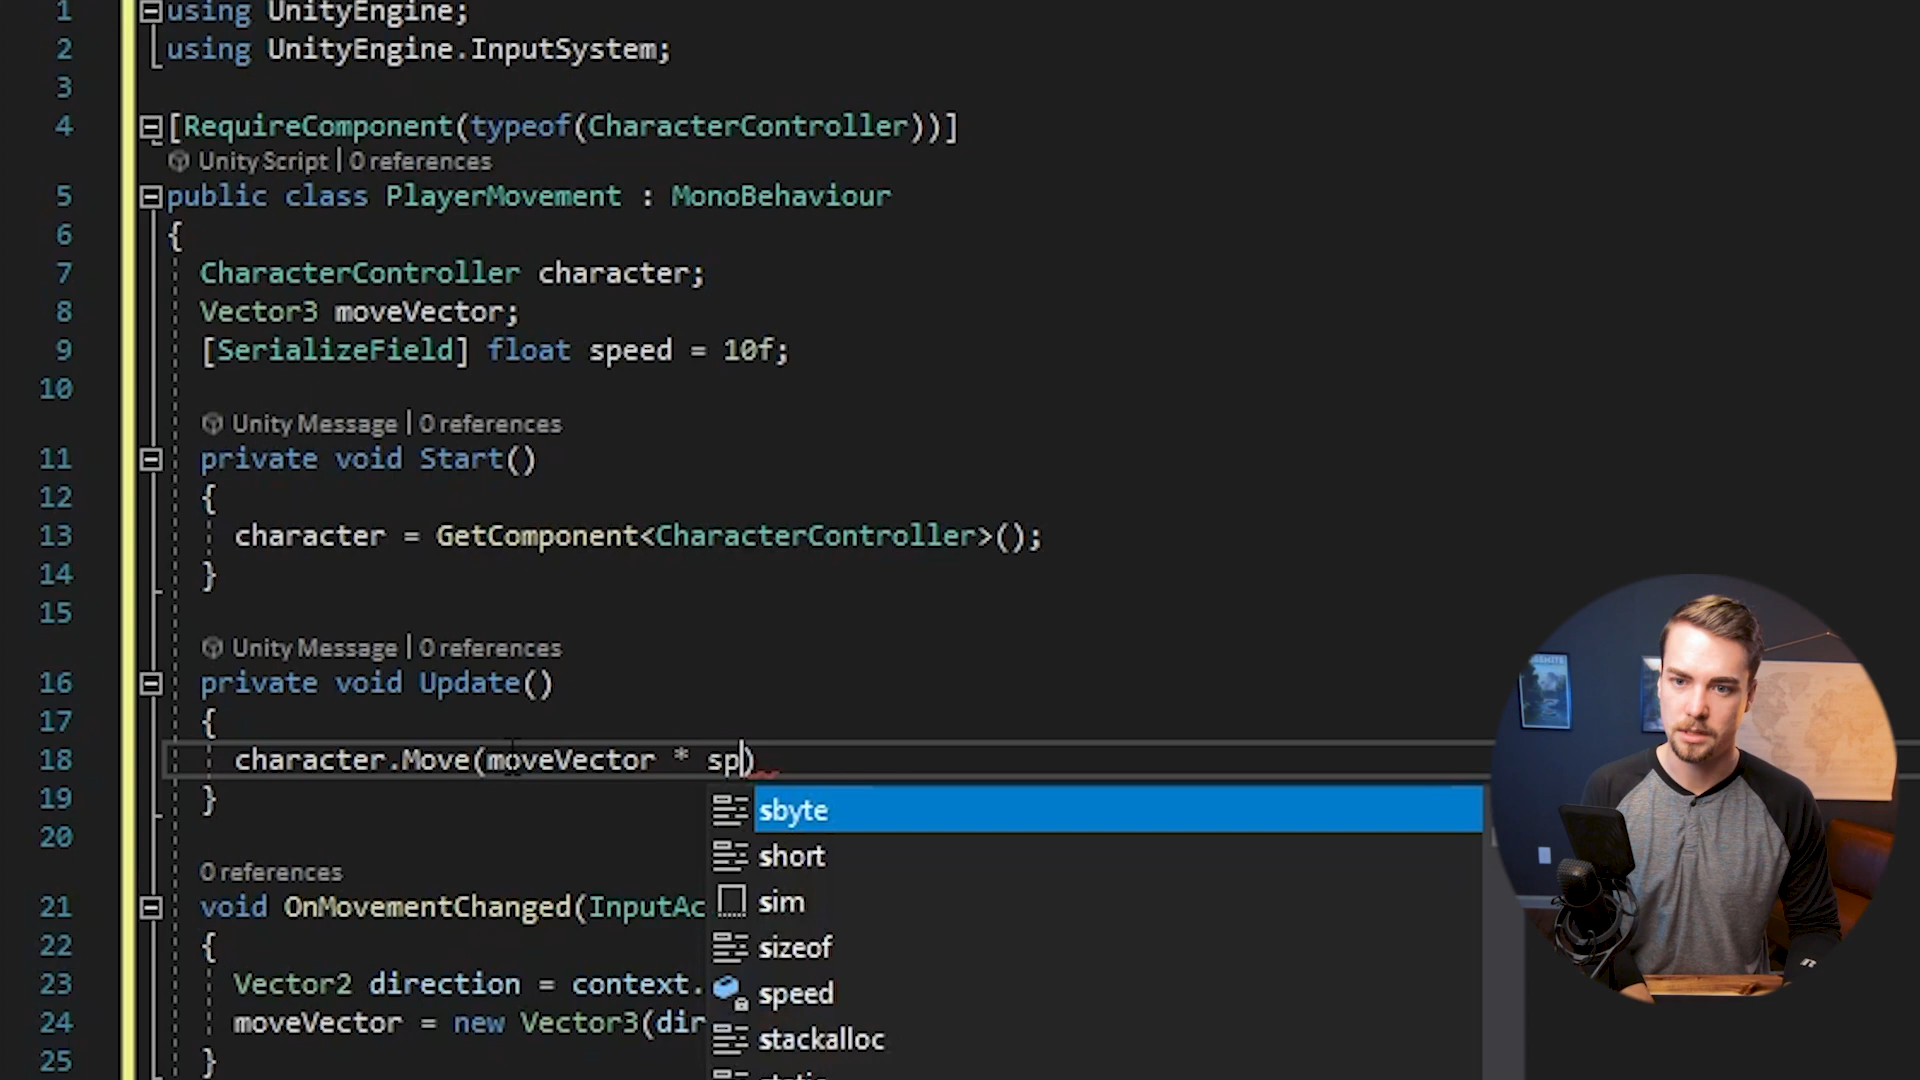 1 using UnityEngine;
2 using UnityEngine.InputSystem;
3
4 [RequireComponent(typeof(CharacterController))]
Unity Script | 0 references
5 public class PlayerMovement : MonoBehaviour
6 {
7 CharacterController character;
8 Vector3 moveVector;
9 [SerializeField] float speed = 10f;
10
Unity Message | 0 references
11 private void Start()
12 {
13 character = GetComponent<CharacterController>();
14 }
15
Unity Message | 0 references
16 private void Update()
17 {
18 character.Move(moveVector * sp)
19 }
sbyte
20
short
0 references
21 void OnMovementChanged(InputAc
sim
22 {
sizeof
23 Vector2 direction = context.
speed
24 moveVector = new Vector3(dir
stackalloc
25 }